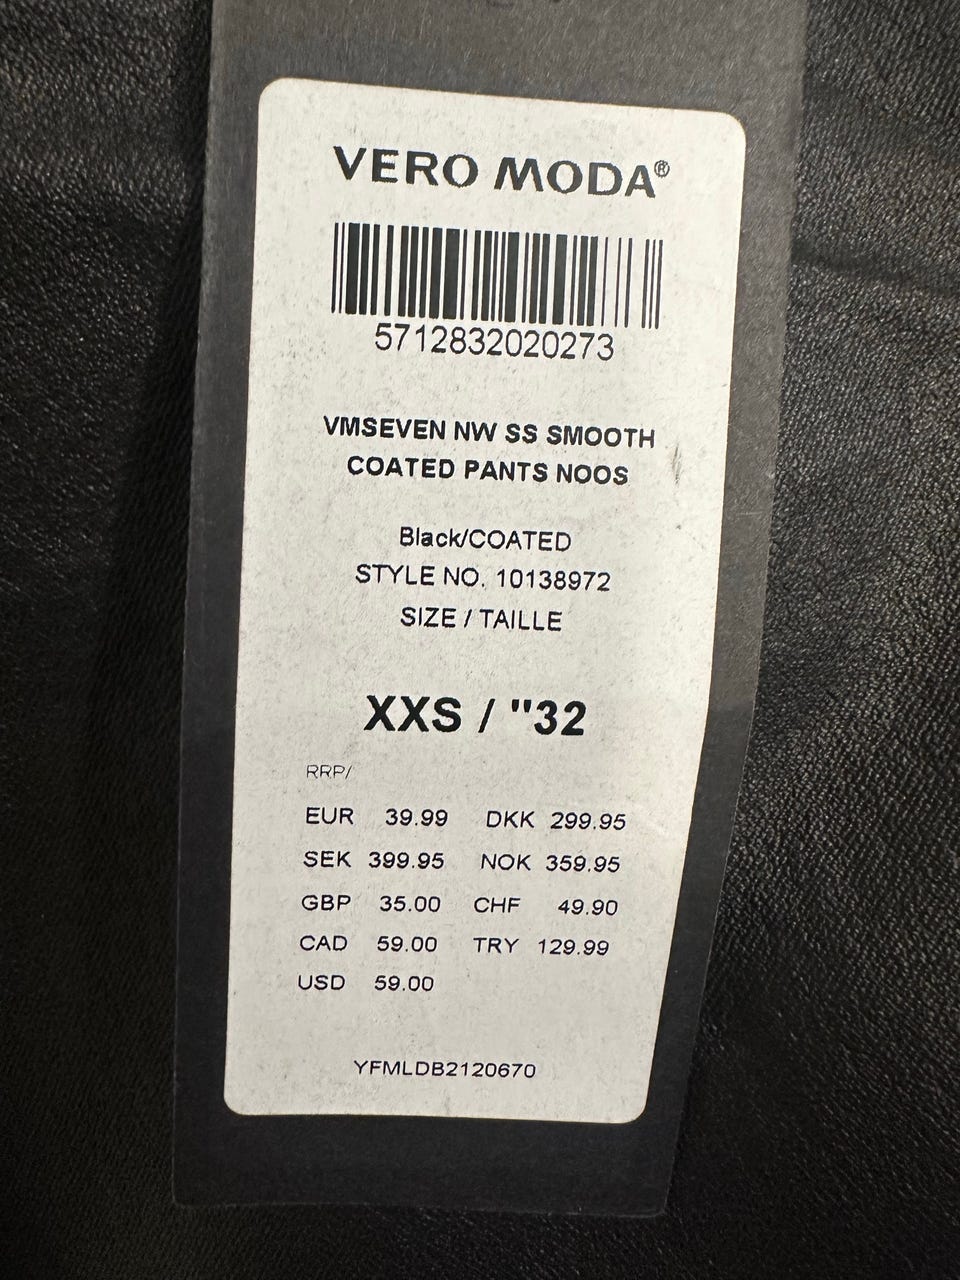 VERO MODA®
5712832020273
VMSEVEN NW SS SMOOTH
COATED PANTS NOOS
Black/COATED
STYLE NO. 10138972
SIZE / TAILLE
XXS / "32
RRP/
EUR 39.99 DKK 299.95
SEK 399.95 NOK 359.95
GBP 35.00 CHF 49.90
CAD 59.00 TRY 129.99
USD 59.00
YFMLDB2120670